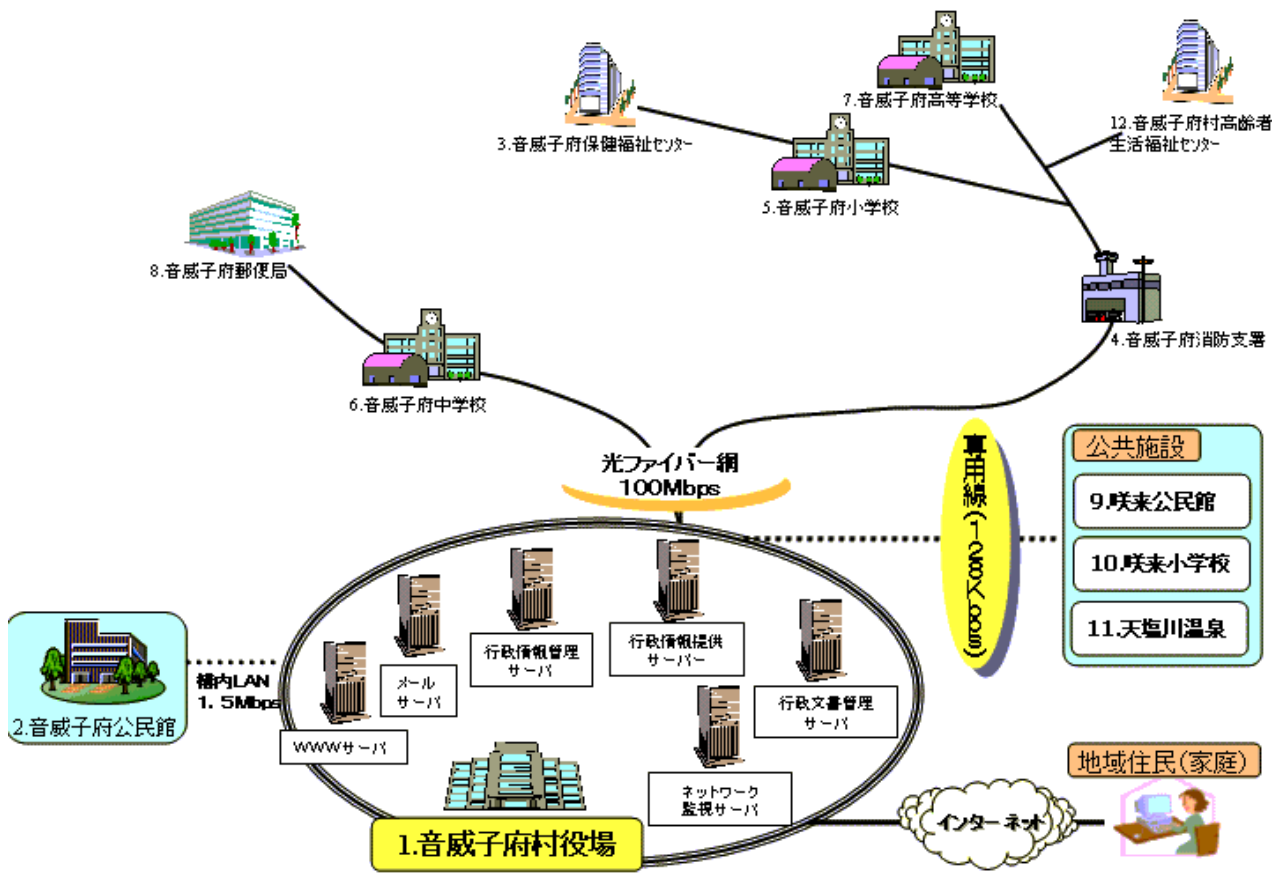 3.音威子府保健福祉センター
7.音威子府高等学校
12.音威子府村高齢者
生活福祉センター
5.音威子府小学校
8.音威子府郵便局
4.音威子府消防支署
6.音威子府中学校
光ファイバー網
100Mbps
専用線(128Kbps)
公共施設
9.咲来公民館
10.咲来小学校
11.天塩川温泉
2.音威子府公民館
構内LAN
1.5Mbps
WWWサーバ
メール
サーバ
行政情報管理
サーバ
行政情報提供
サーバー
行政文書管理
サーバ
ネットワーク
監視サーバ
1.音威子府村役場
インターネット
地域住民(家庭)